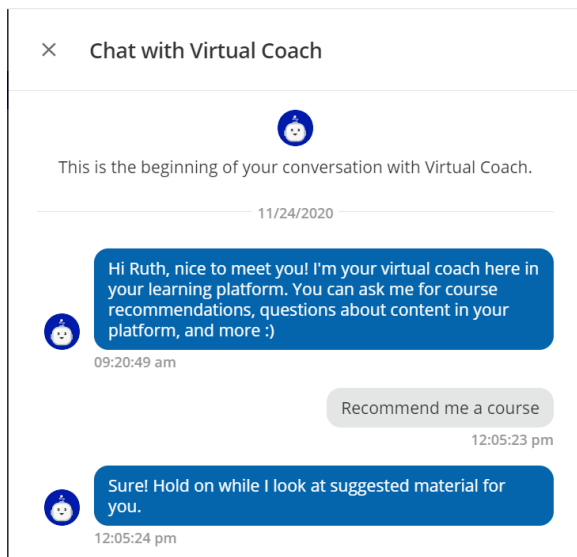 Chat with Virtual Coach
This is the beginning of your conversation with Virtual Coach.
11/24/2020
Hi Ruth, nice to meet you! I'm your virtual coach here in
your learning platform. You can ask me for course
recommendations, questions about content in your
platform, and more :)
09:20:49 am
Recommend me a course
12:05:23 pm
Sure! Hold on while I look at suggested material for
you.
12:05:24 pm